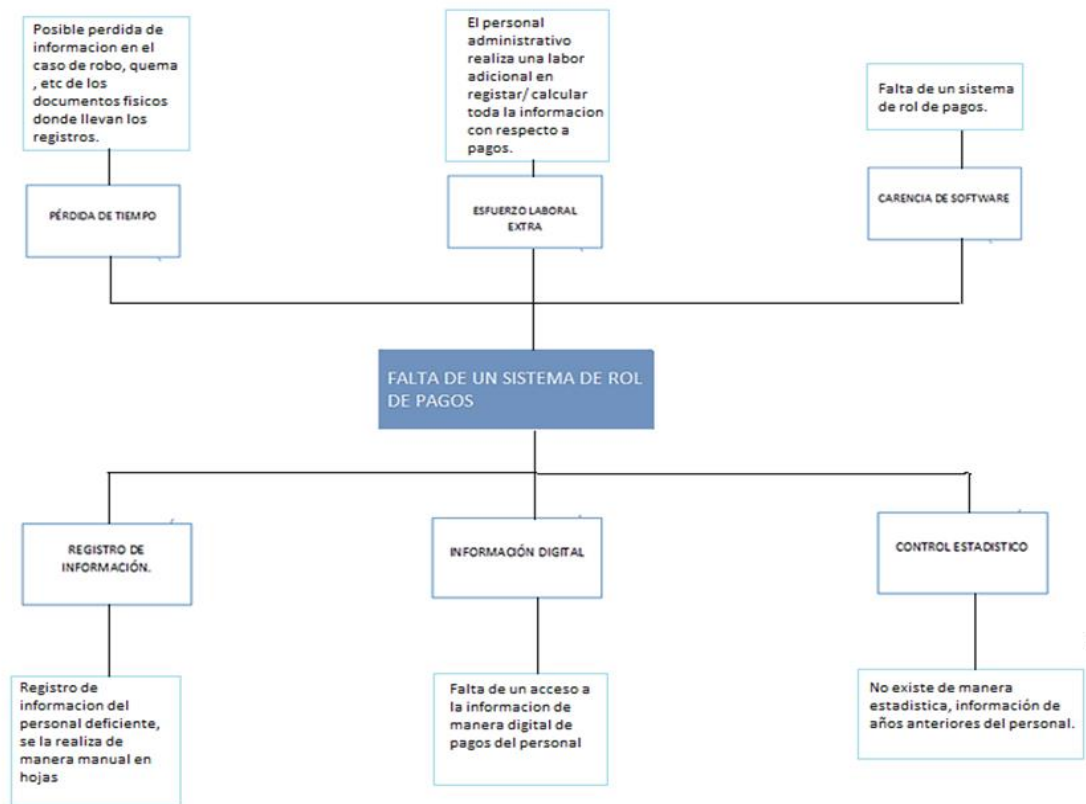 Posible perdida de
informacion en el
caso de robo, quema
, etc de los
documentos fisicos
donde llevan los
registros.
El personal
administrativo
realiza una labor
adicional en
registar/ calcular
toda la informacion
con respecto a
pagos.
Falta de un sistema
de rol de pagos.
PÉRDIDA DE TIEMPO
ESFUERZO LABORAL
EXTRA
CARENCIA DE SOFTWARE
FALTA DE UN SISTEMA DE ROL
DE PAGOS
REGISTRO DE
INFORMACIÓN.
INFORMACIÓN DIGITAL
CONTROL ESTADISTICO
Registro de
informacion del
personal deficiente,
se la realiza de
manera manual en
hojas
Falta de un acceso a
la informacion de
manera digital de
pagos del personal
No existe de manera
estadistica, información de
años anteriores del personal.